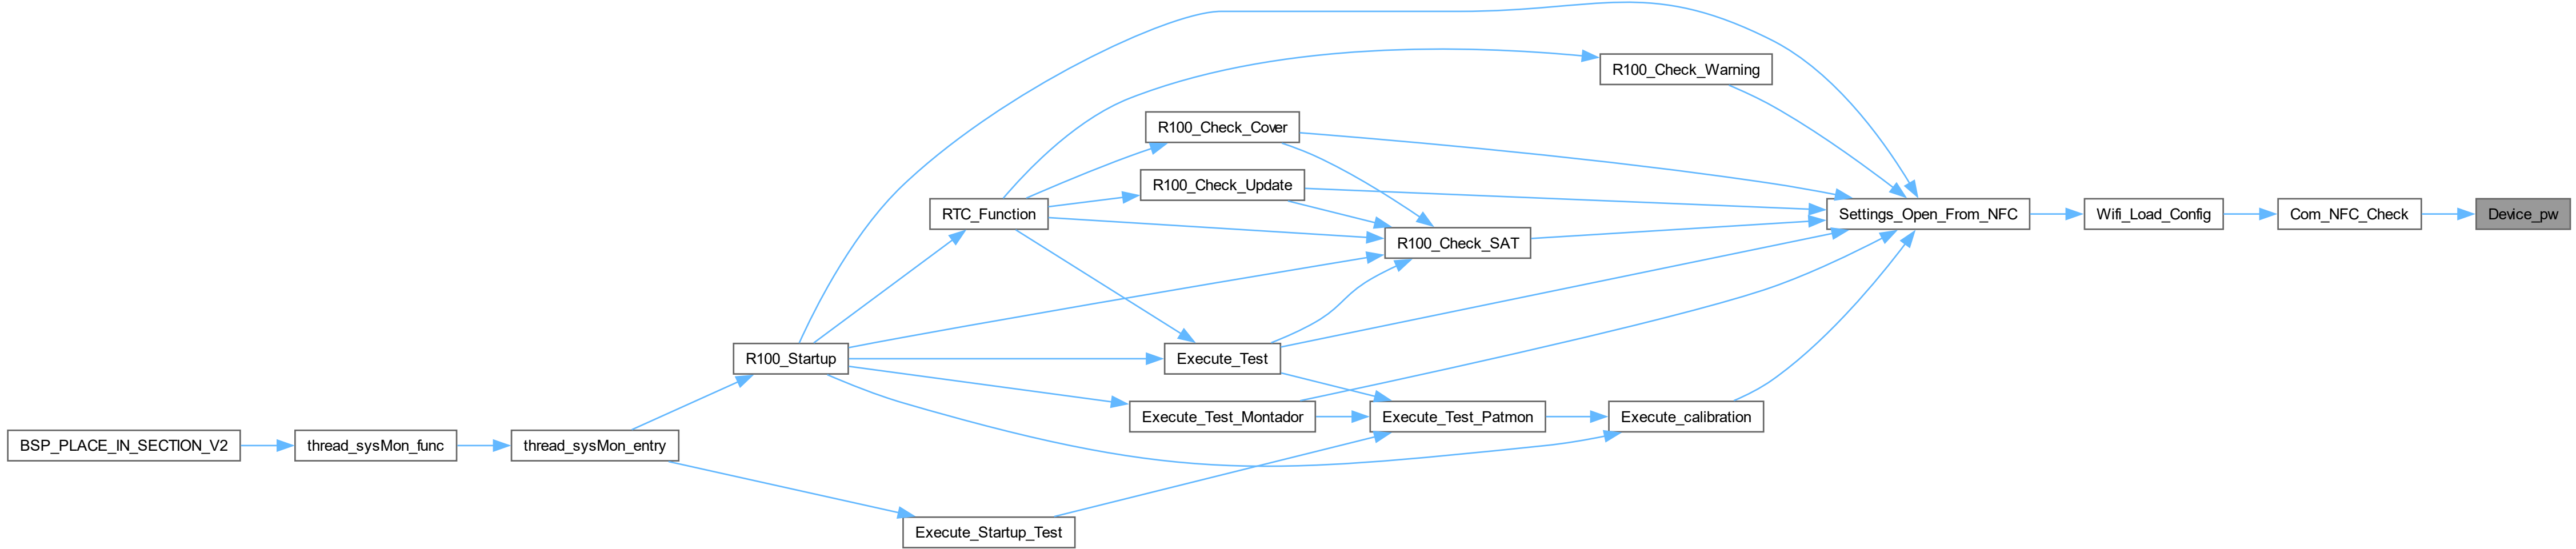 R100_Check_Warning
R100_Check_Cover
R100_Check_Update
RTC_Function
Settings_Open_From_NFC
Wifi_Load_Config
Com_NFC_Check
Device_pw
R100_Check_SAT
R100_Startup
Execute_Test
Execute_Test_Montador
Execute_Test_Patmon
Execute_calibration
BSP_PLACE_IN_SECTION_V2
thread_sysMon_func
thread_sysMon_entry
Execute_Startup_Test